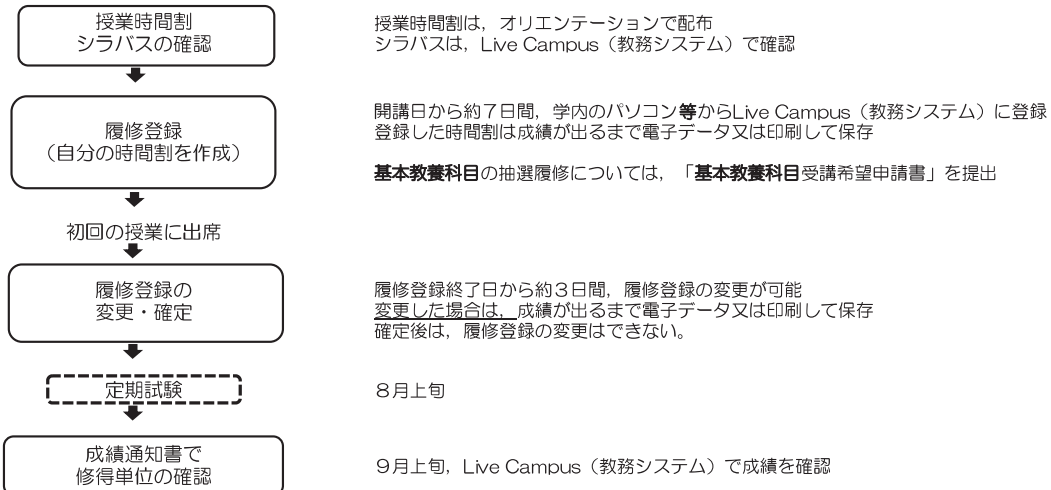 授業時間割
シラバスの確認
授業時間割は，オリエンテーションで配布
シラバスは，Live Campus（教務システム）で確認
履修登録
（自分の時間割を作成）
開講日から約７日間，学内のパソコン等からLive Campus（教務システム）に登録
登録した時間割は成績が出るまで電子データ又は印刷して保存
基本教養科目の抽選履修については，「基本教養科目受講希望申請書」を提出
初回の授業に出席
履修登録の
変更・確定
履修登録終了日から約３日間，履修登録の変更が可能
変更した場合は，成績が出るまで電子データ又は印刷して保存
確定後は，履修登録の変更はできない。
定期試験
８月上旬
成績通知書で
修得単位の確認
９月上旬，Live Campus（教務システム）で成績を確認